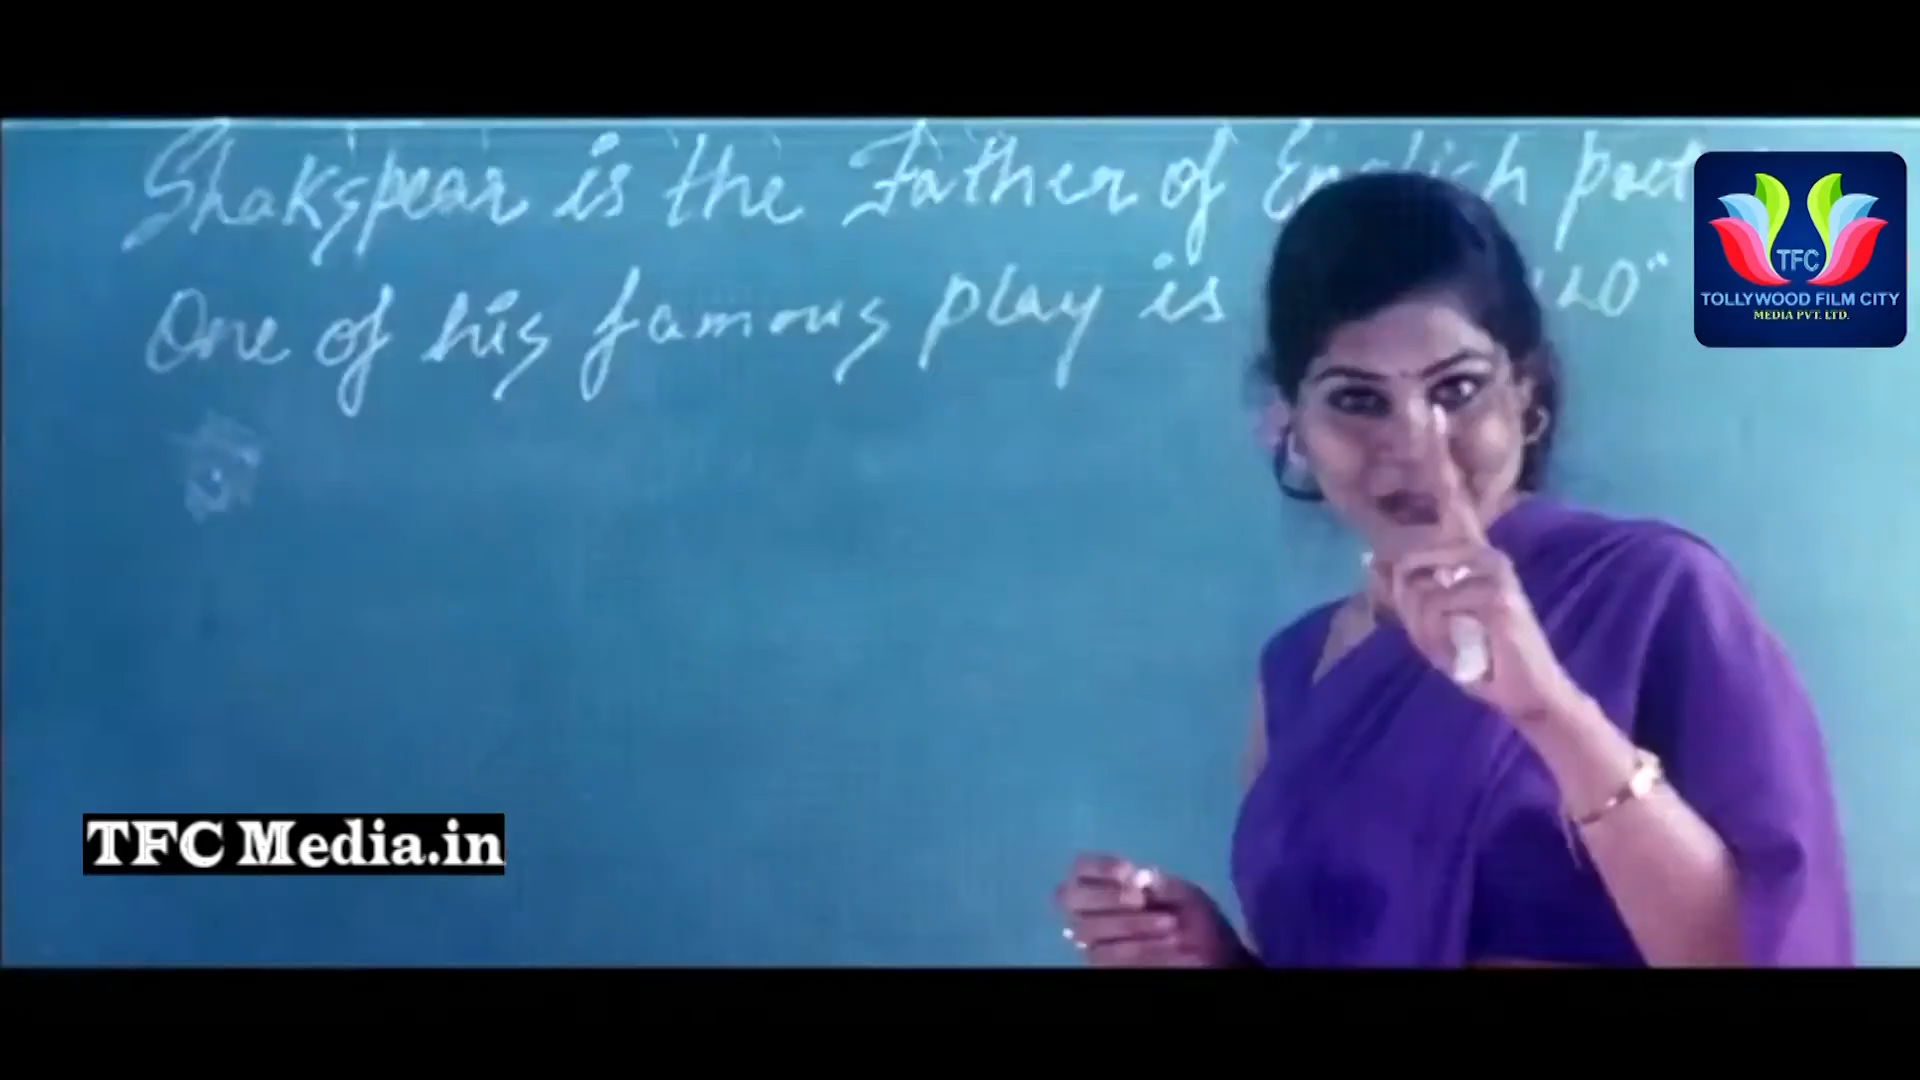 Shakspear is the Father of English poet
One of his famous play is
TFC
TOLLYWOOD FILM CITY
MEDIA PVT. LTD.
TFC Media.in